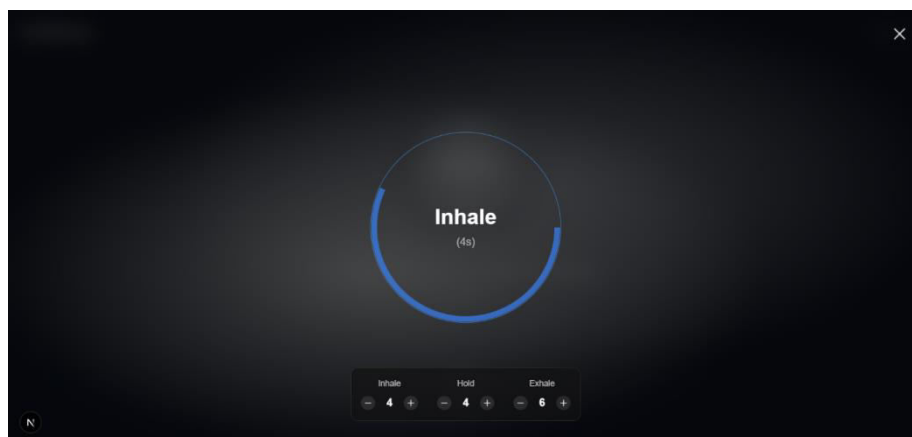 Inhale
(4s)
Inhale Hold Exhale
− 4 + − 4 + − 6 +
N